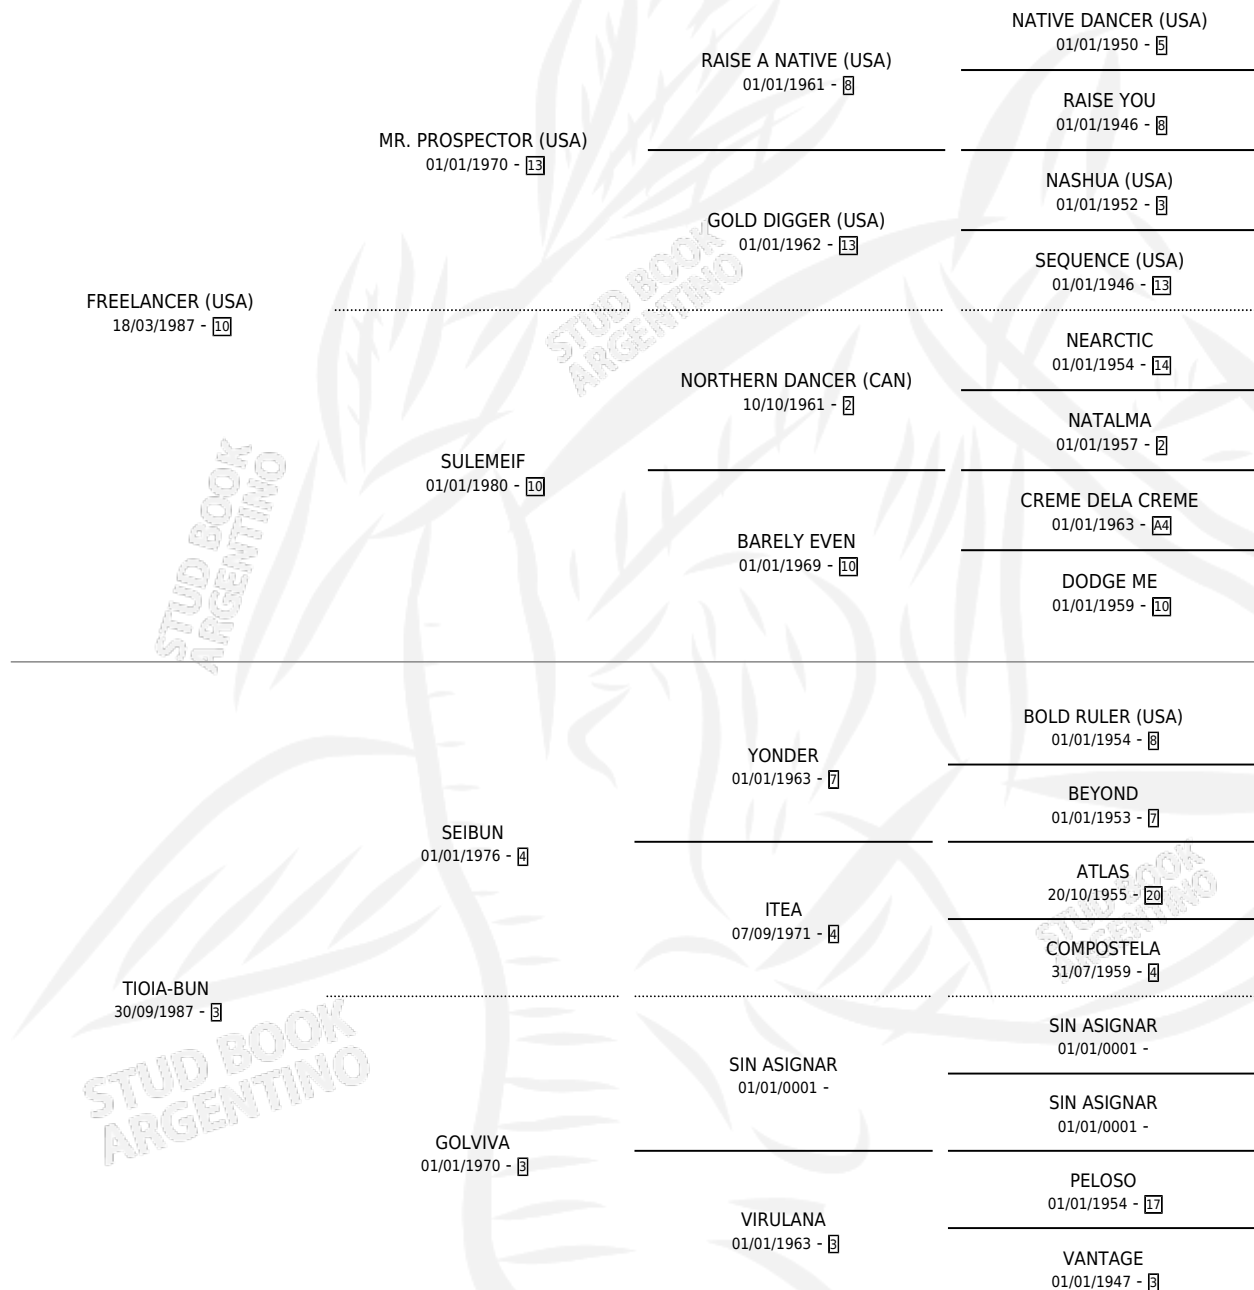 NATIVE DANCER (USA)
01/01/1950 - 5
RAISE A NATIVE (USA)
01/01/1961 - 8
RAISE YOU
01/01/1946 - 8
MR. PROSPECTOR (USA)
01/01/1970 - 13
NASHUA (USA)
01/01/1952 - 3
GOLD DIGGER (USA)
01/01/1962 - 13
SEQUENCE (USA)
01/01/1946 - 13
FREELANCER (USA)
18/03/1987 - 10
NEARCTIC
01/01/1954 - 14
NORTHERN DANCER (CAN)
10/10/1961 - 2
NATALMA
01/01/1957 - 2
SULEMEIF
01/01/1980 - 10
CREME DELA CREME
01/01/1963 - A4
BARELY EVEN
01/01/1969 - 10
DODGE ME
01/01/1959 - 10
BOLD RULER (USA)
01/01/1954 - 8
YONDER
01/01/1963 - 7
BEYOND
01/01/1953 - 7
SEIBUN
01/01/1976 - 4
ATLAS
20/10/1955 - 20
ITEA
07/09/1971 - 4
COMPOSTELA
31/07/1959 - 4
TIOIA-BUN
30/09/1987 - 3
SIN ASIGNAR
01/01/0001 -
SIN ASIGNAR
01/01/0001 -
SIN ASIGNAR
01/01/0001 -
GOLVIVA
01/01/1970 - 3
PELOSO
01/01/1954 - 17
VIRULANA
01/01/1963 - 3
VANTAGE
01/01/1947 - 3
STUD BOOK
ARGENTINO
STUD BOOK
ARGENTINO
STUD BOOK
ARGENTINO
STUD BOOK
ARGENTINO